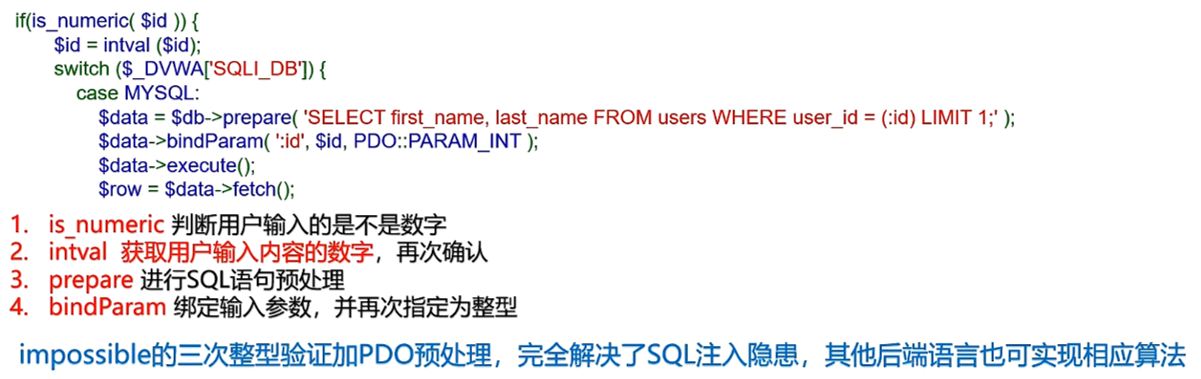 if(is_numeric( $id )) {
$id = intval ($id);
switch ($_DVWA['SQLI_DB']) {
case MYSQL:
$data = $db->prepare( 'SELECT first_name, last_name FROM users WHERE user_id = (:id) LIMIT 1;' );
$data->bindParam( ':id', $id, PDO::PARAM_INT );
$data->execute();
$row = $data->fetch();
1. is_numeric 判断用户输入的是不是数字
2. intval 获取用户输入内容的数字，再次确认
3. prepare 进行SQL语句预处理
4. bindParam 绑定输入参数，并再次指定为整型
impossible的三次整型验证加PDO预处理，完全解决了SQL注入隐患，其他后端语言也可实现相应算法